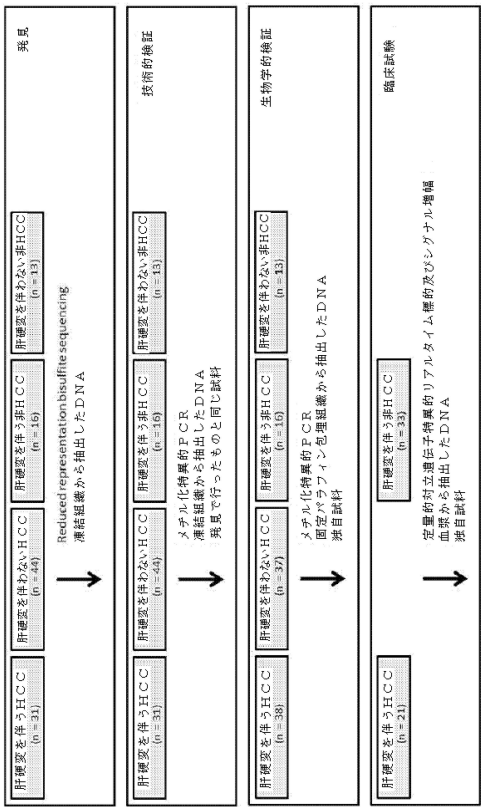 発見
肝硬変を伴うHCC
(n = 31)
肝硬変を伴わないHCC
(n = 44)
肝硬変を伴う非HCC
(n = 16)
肝硬変を伴わない非HCC
(n = 13)
Reduced representation bisulfite sequencing
凍結組織から抽出したDNA
技術的検証
肝硬変を伴うHCC
(n = 31)
肝硬変を伴わないHCC
(n = 44)
肝硬変を伴う非HCC
(n = 16)
肝硬変を伴わない非HCC
(n = 13)
メチル化特異的PCR
凍結組織から抽出したDNA
発見で行ったものと同じ試料
生物学的検証
肝硬変を伴うHCC
(n = 38)
肝硬変を伴わないHCC
(n = 37)
肝硬変を伴う非HCC
(n = 16)
肝硬変を伴わない非HCC
(n = 13)
メチル化特異的PCR
固定パラフィン包埋組織から抽出したDNA
独自試料
臨床試験
肝硬変を伴うHCC
(n = 21)
肝硬変を伴う非HCC
(n = 33)
定量的対立遺伝子特異的リアルタイム標的及びシグナル増幅
血漿から抽出したDNA
独自試料